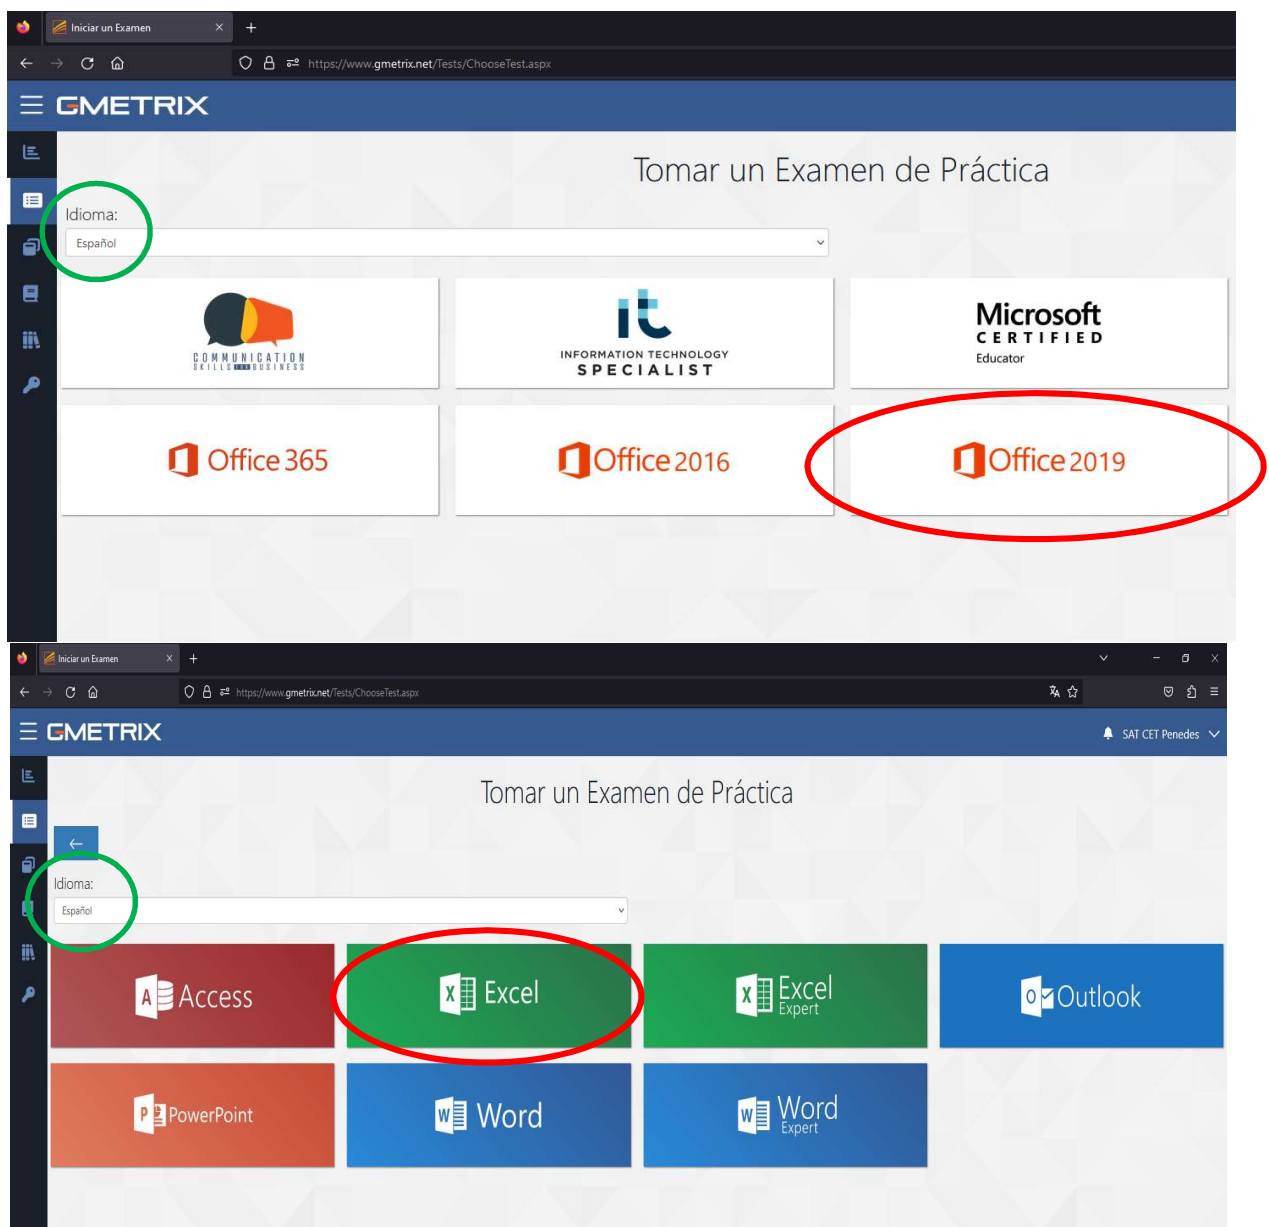 Iniciar un Examen
https://www.gmetrix.net/Tests/ChooseTest.aspx
GMETRIX
Tomar un Examen de Práctica
Idioma:
Español
COMMUNICATION
SKILLS FOR BUSINESS
it
INFORMATION TECHNOLOGY
SPECIALIST
Microsoft
CERTIFIED
Educator
Office 365
Office 2016
Office 2019
Iniciar un Examen
https://www.gmetrix.net/Tests/ChooseTest.aspx
GMETRIX
SAT CET Penedes
Tomar un Examen de Práctica
Idioma:
Español
A Access
X Excel
X Excel
Expert
O Outlook
P PowerPoint
W Word
W Word
Expert